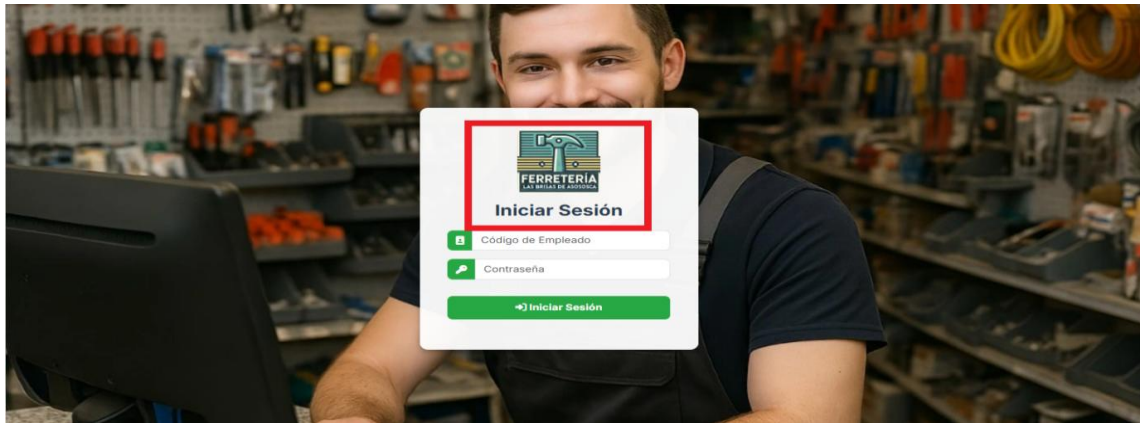 FERRETERÍA
LAS BRISAS DE ASOSOSCA
Iniciar Sesión
Código de Empleado
Contraseña
Iniciar Sesión